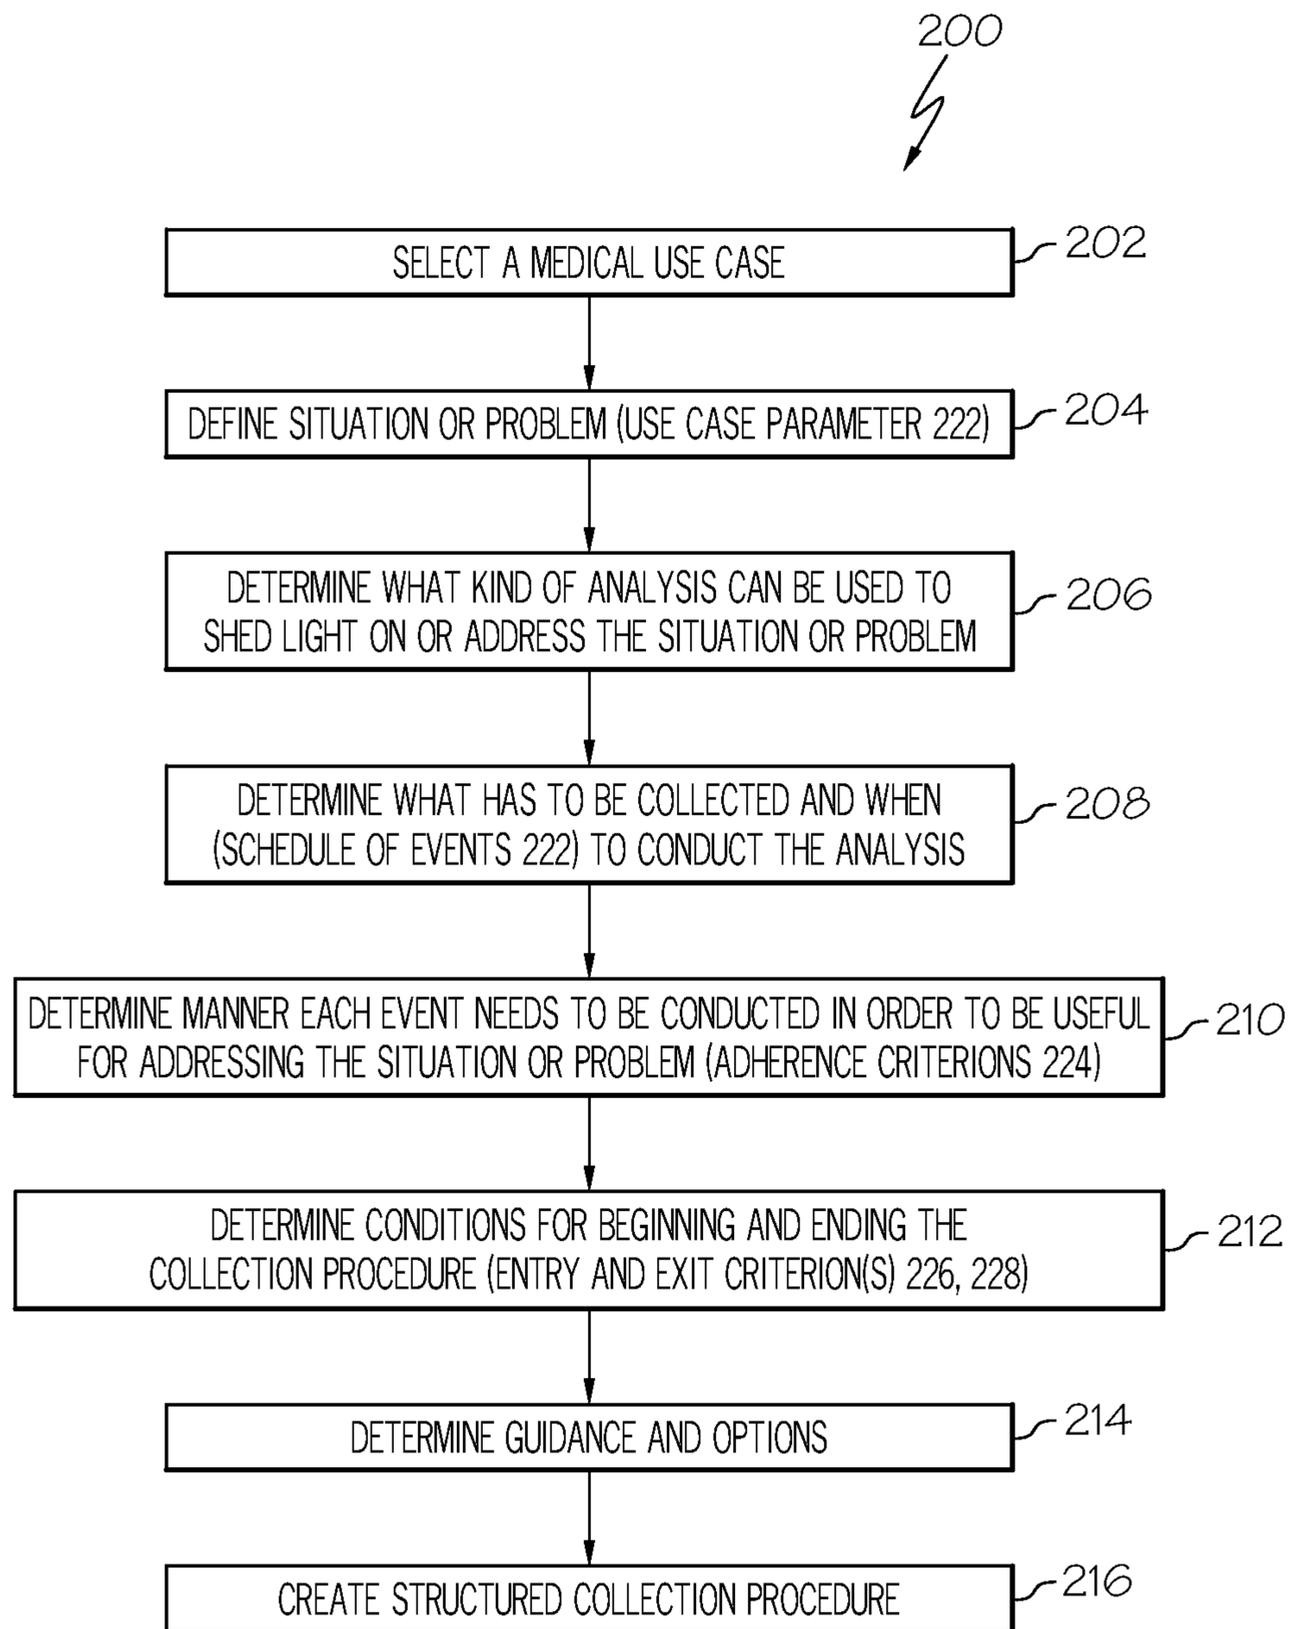 200
SELECT A MEDICAL USE CASE
202
DEFINE SITUATION OR PROBLEM (USE CASE PARAMETER 222)
204
DETERMINE WHAT KIND OF ANALYSIS CAN BE USED TO
SHED LIGHT ON OR ADDRESS THE SITUATION OR PROBLEM
206
DETERMINE WHAT HAS TO BE COLLECTED AND WHEN
(SCHEDULE OF EVENTS 222) TO CONDUCT THE ANALYSIS
208
DETERMINE MANNER EACH EVENT NEEDS TO BE CONDUCTED IN ORDER TO BE USEFUL
FOR ADDRESSING THE SITUATION OR PROBLEM (ADHERENCE CRITERIONS 224)
210
DETERMINE CONDITIONS FOR BEGINNING AND ENDING THE
COLLECTION PROCEDURE (ENTRY AND EXIT CRITERION(S) 226, 228)
212
DETERMINE GUIDANCE AND OPTIONS
214
CREATE STRUCTURED COLLECTION PROCEDURE
216